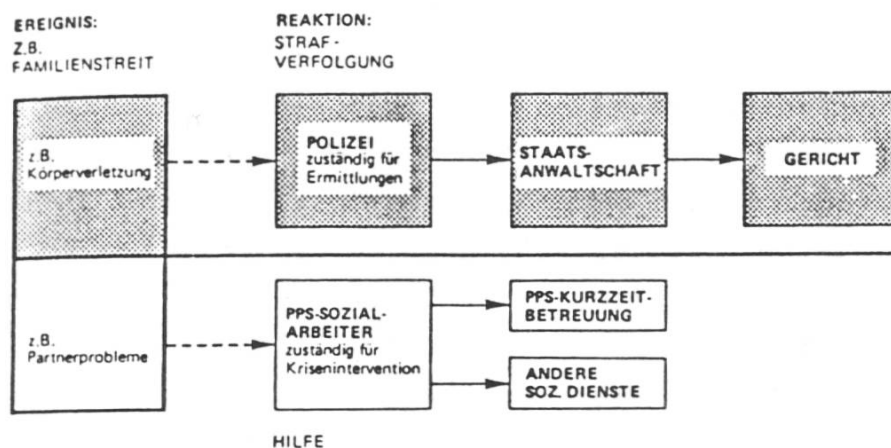 EREIGNIS:
Z.B.
FAMILIENSTREIT
REAKTION:
STRAF-
VERFOLGUNG
z.B.
Körperverletzung
POLIZEI
zuständig für
Ermittlungen
STAATS-
ANWALTSCHAFT
GERICHT
z.B.
Partnerprobleme
PPS-SOZIAL-
ARBEITER
zuständig für
Krisenintervention
PPS-KURZZEIT-
BETREUUNG
ANDERE
SOZ. DIENSTE
HILFE